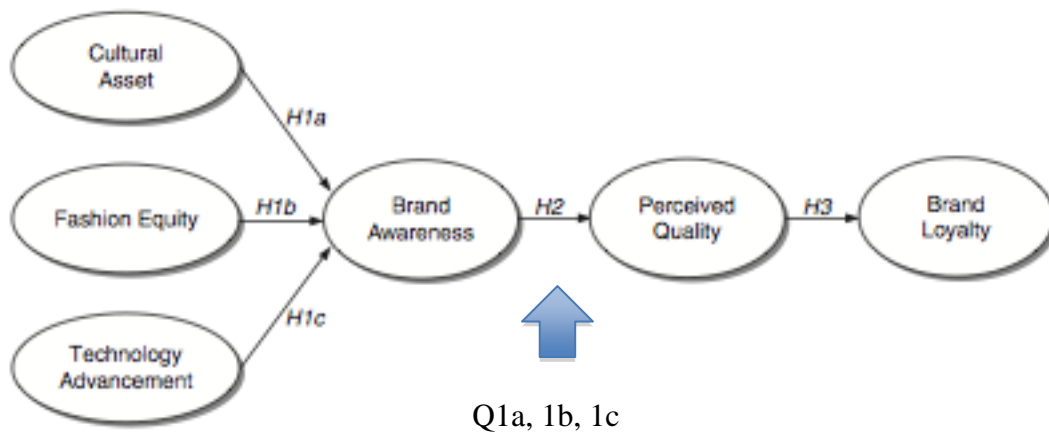 Cultural
Asset
H1a
Fashion Equity
H1b
Brand
Awareness
H2
Perceived
Quality
H3
Brand
Loyalty
H1c
Technology
Advancement
Q1a, 1b, 1c